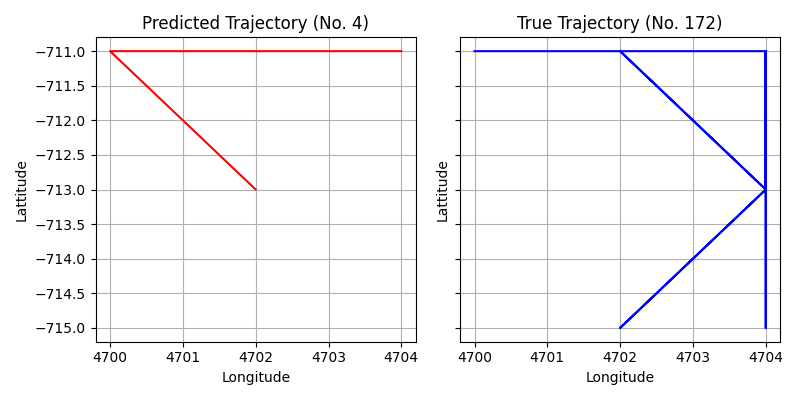 Predicted Trajectory (No. 4)
−711.0
−711.5
−712.0
−712.5
−713.0
−713.5
−714.0
−714.5
−715.0
Lattitude
4700 4701 4702 4703 4704
Longitude
True Trajectory (No. 172)
Lattitude
4700 4701 4702 4703 4704
Longitude